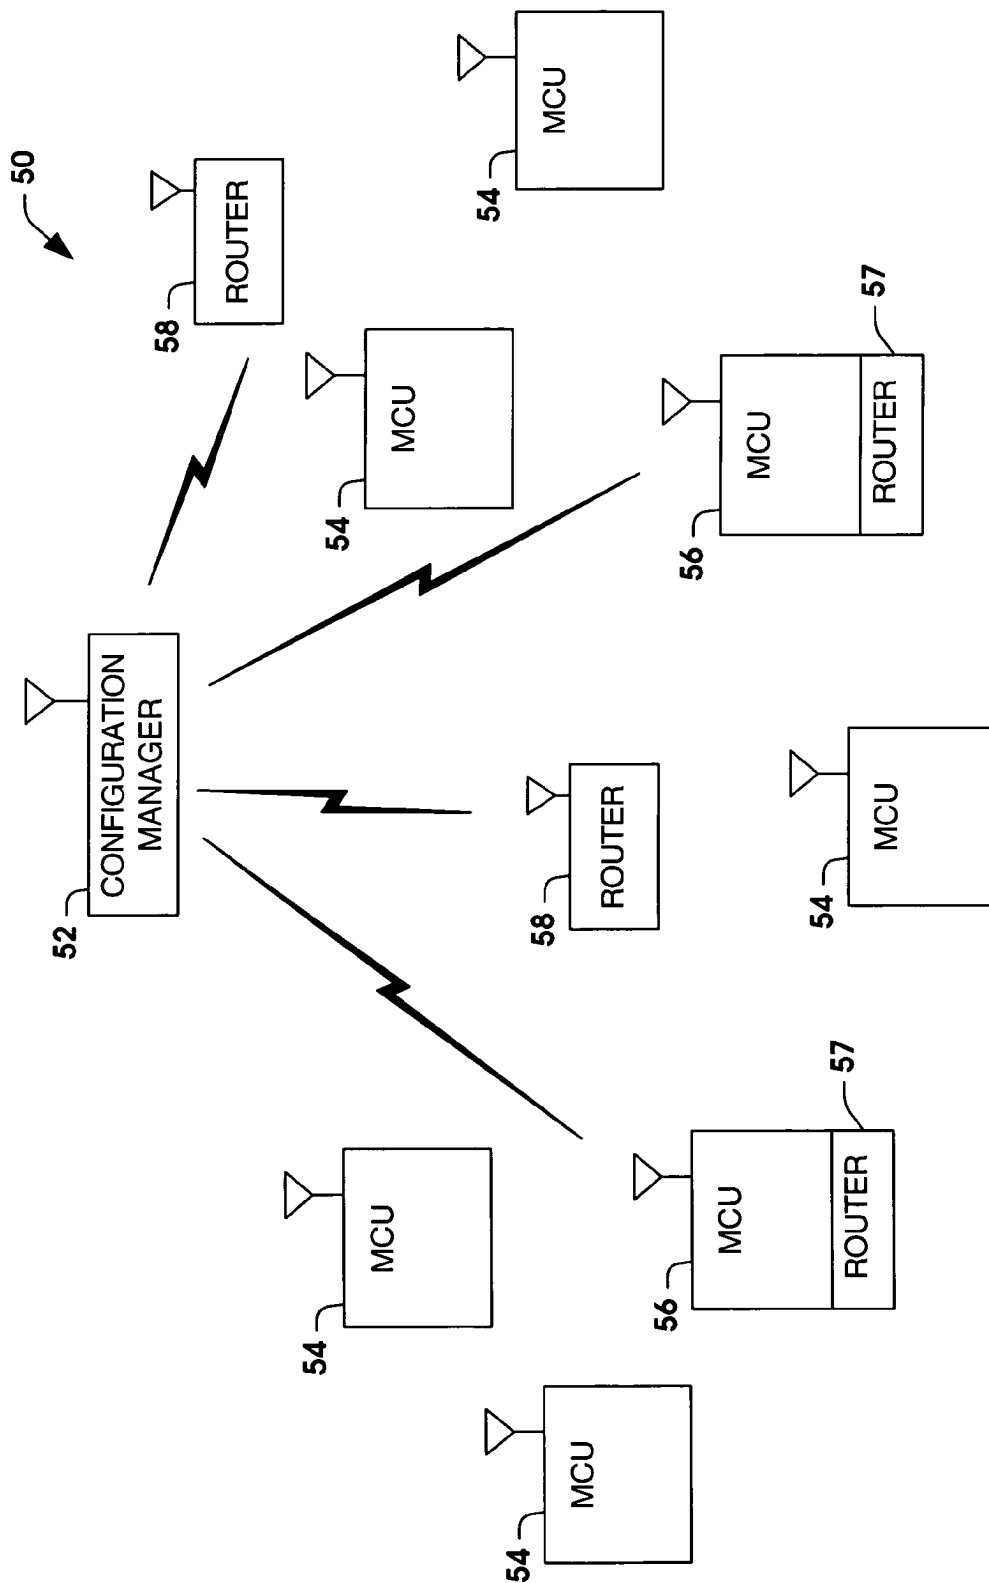 50
52
CONFIGURATION
MANAGER
58
ROUTER
54
MCU
54
MCU
54
MCU
54
MCU
58
ROUTER
56
MCU
ROUTER
57
56
MCU
ROUTER
57
54
MCU